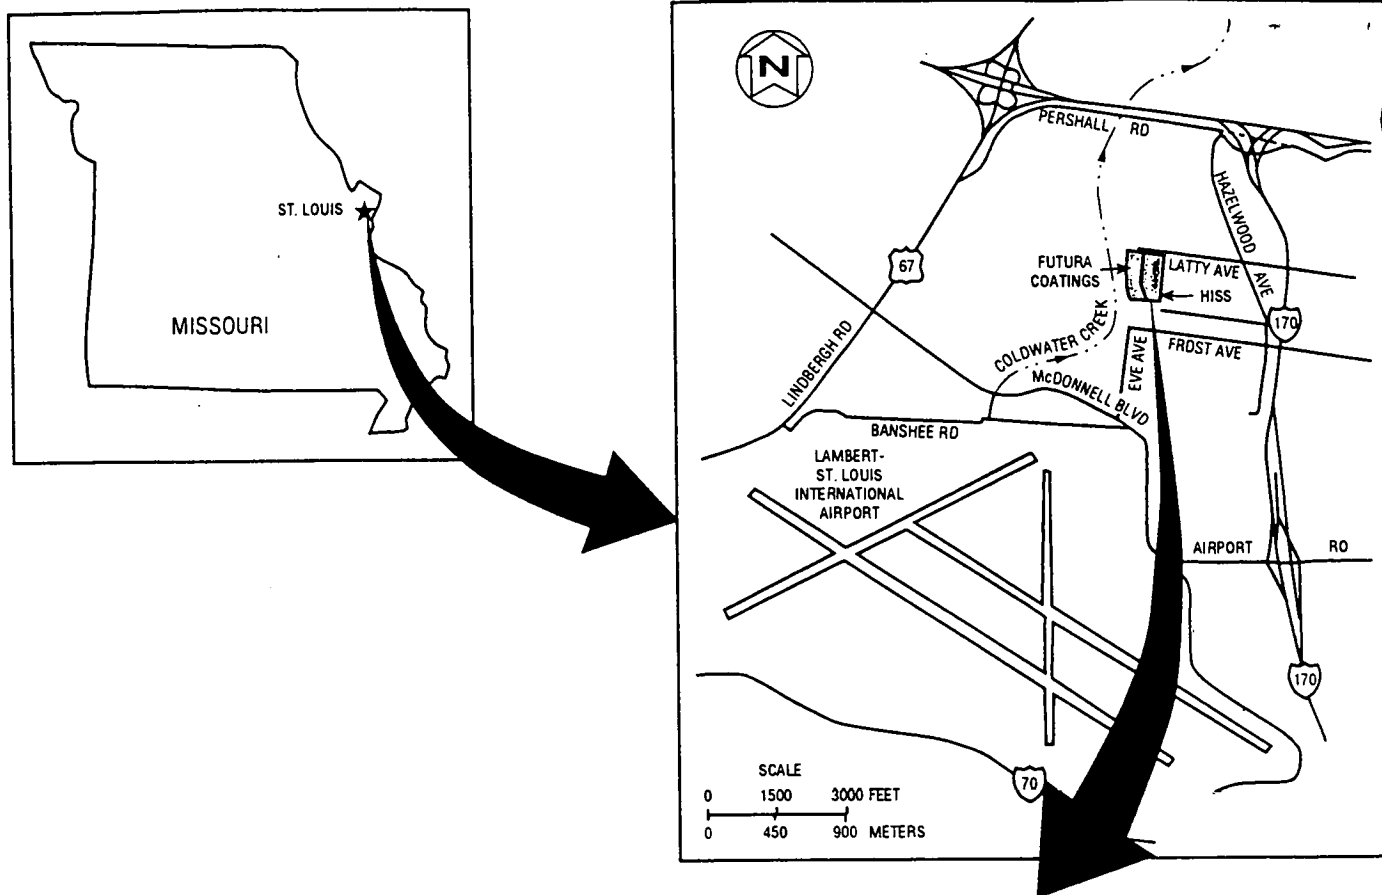 ST. LOUIS
MISSOURI
N
PERSHALL RD
HAZELWOOD AVE
67
FUTURA
COATINGS
LATTY AVE
HISS
170
COLDWATER CREEK
EVE AVE
FROST AVE
LINDBERGH RD
McDONNELL BLVD
BANSHEE RD
LAMBERT-
ST. LOUIS
INTERNATIONAL
AIRPORT
AIRPORT RO
170
70
SCALE
0 1500 3000 FEET
0 450 900 METERS